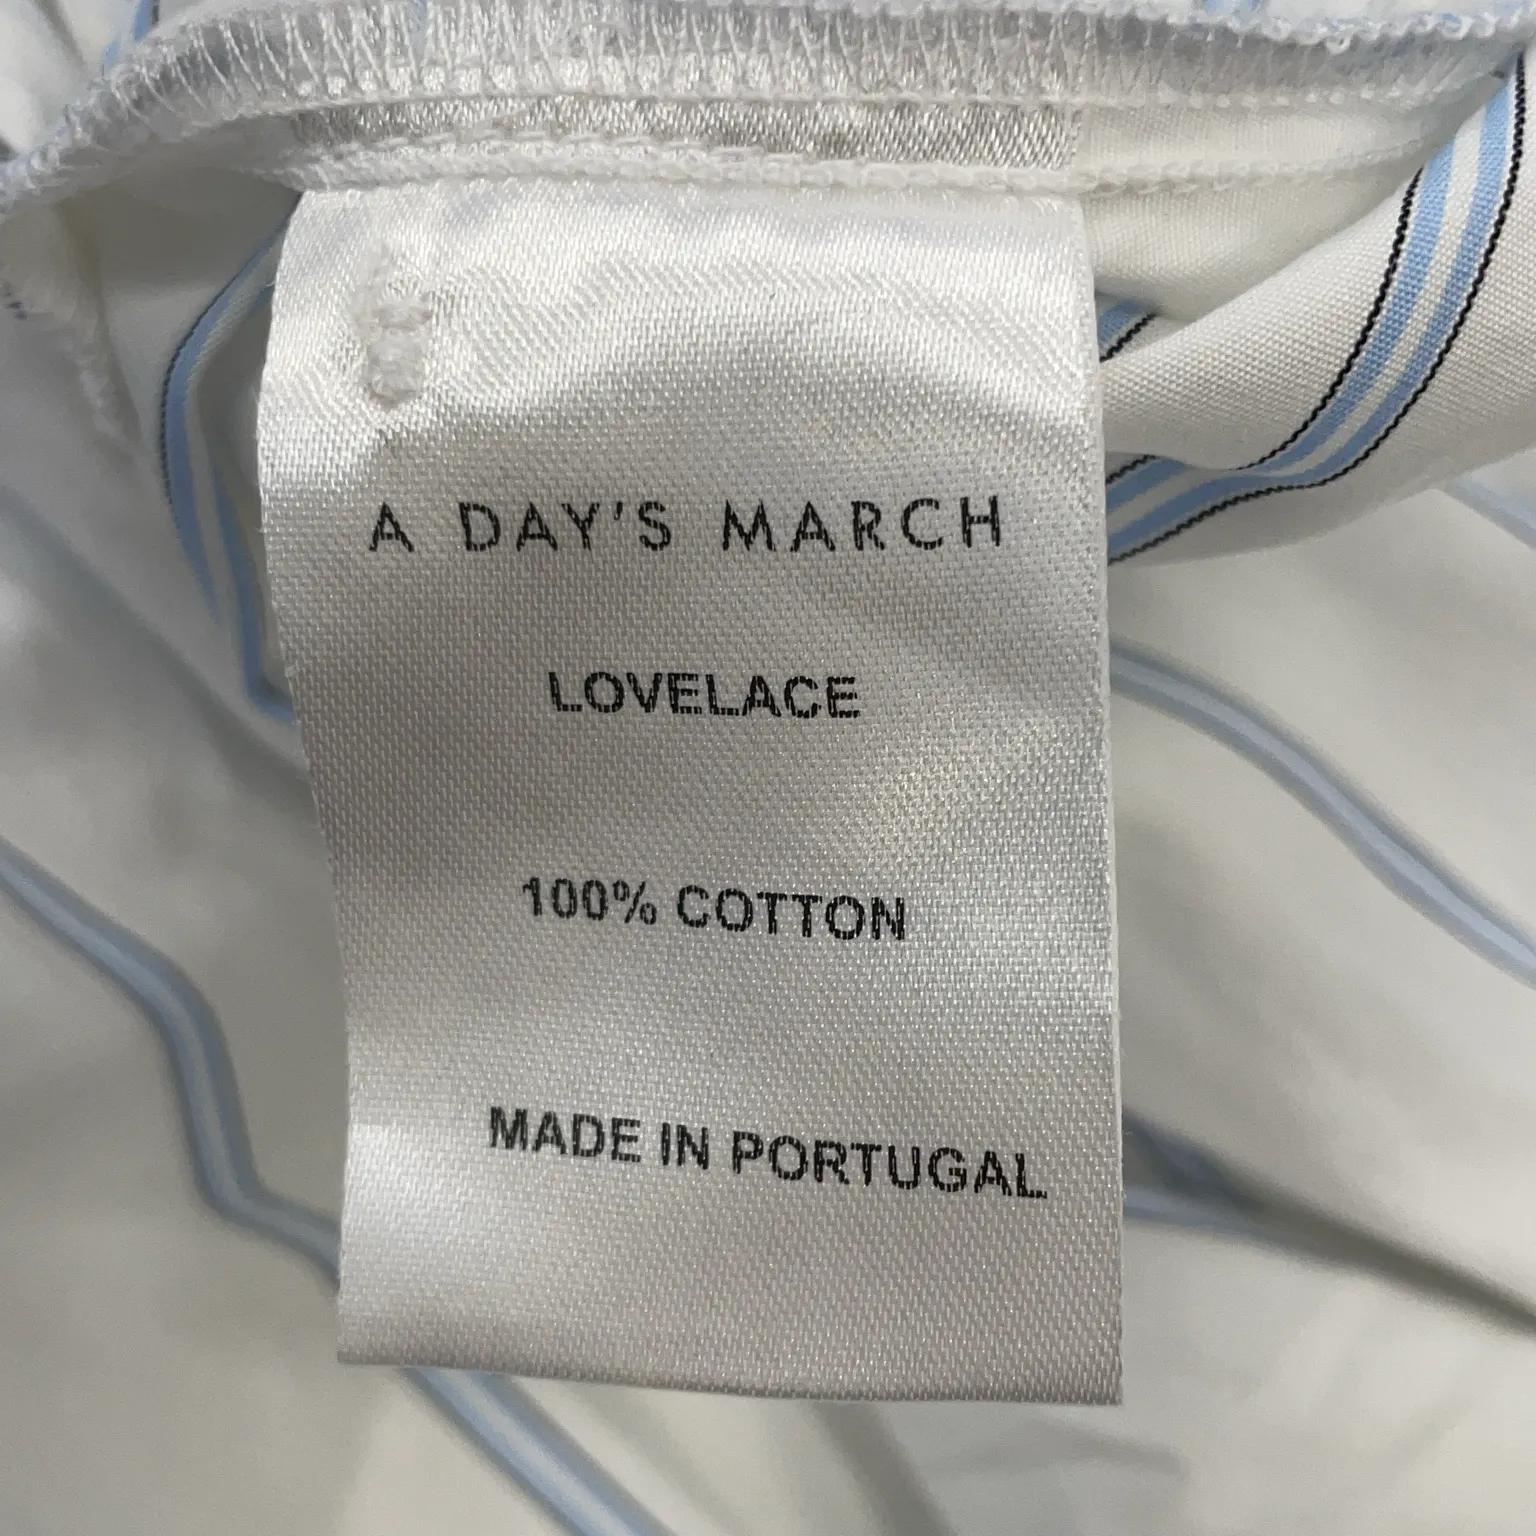 A DAY'S MARCH
LOVELACE
100% COTTON
MADE IN PORTUGAL